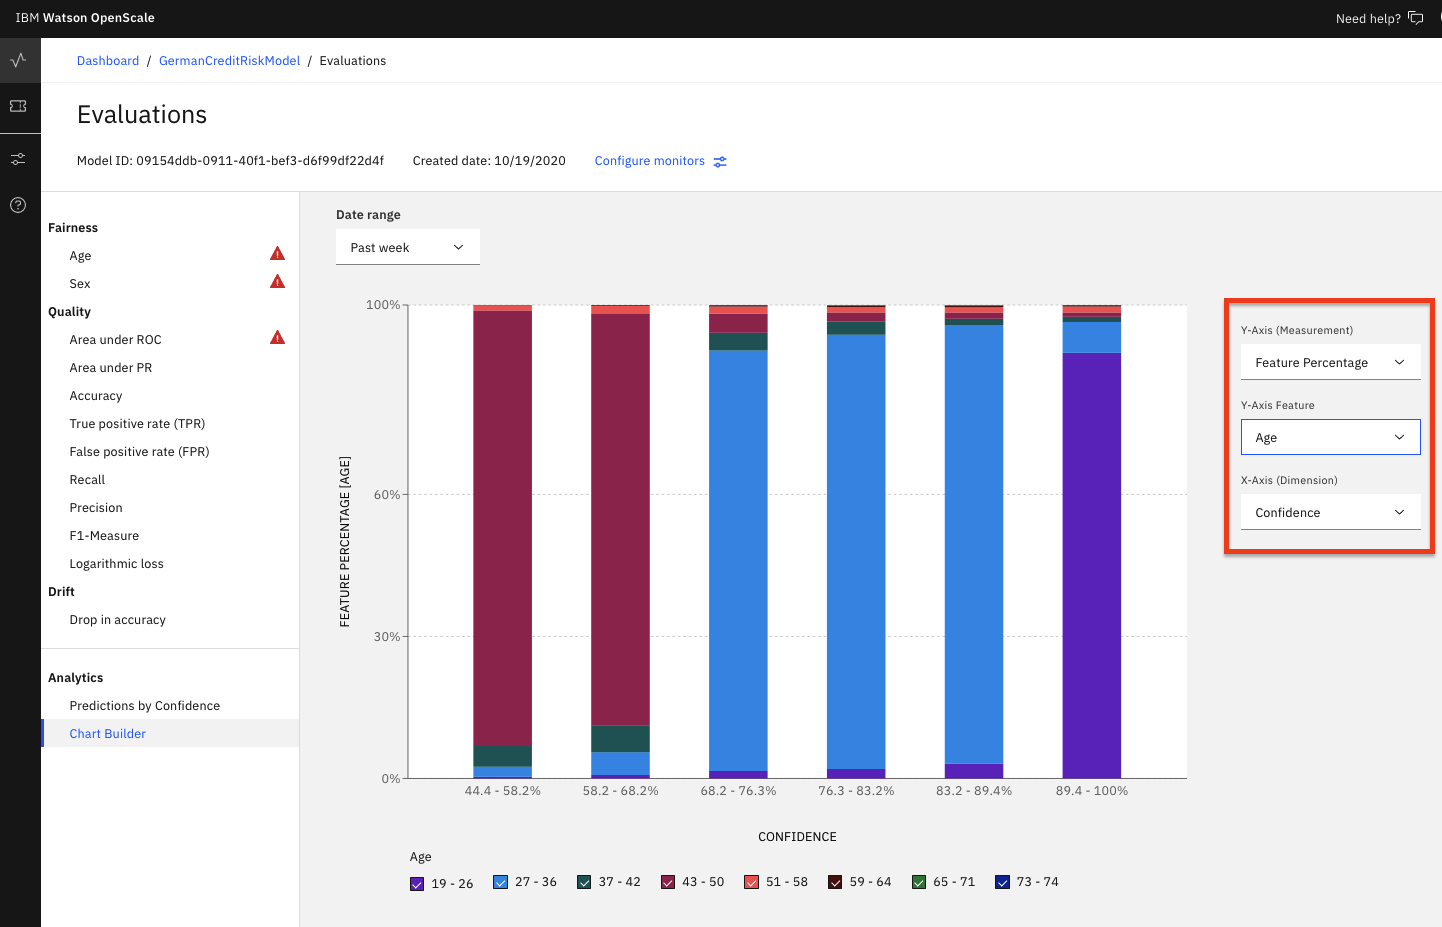 IBM Watson OpenScale
Need help?
Dashboard / GermanCreditRiskModel / Evaluations
Evaluations
Model ID: 09154ddb-0911-40f1-bef3-d6f99df22d4f Created date: 10/19/2020 Configure monitors
Fairness
Age
Sex
Quality
Area under ROC
Area under PR
Accuracy
True positive rate (TPR)
False positive rate (FPR)
Recall
Precision
F1-Measure
Logarithmic loss
Drift
Drop in accuracy
Analytics
Predictions by Confidence
Chart Builder
Date range
Past week
100%
60%
30%
0%
FEATURE PERCENTAGE [AGE]
44.4 - 58.2% 58.2 - 68.2% 68.2 - 76.3% 76.3 - 83.2% 83.2 - 89.4% 89.4 - 100%
CONFIDENCE
Age
19 - 26 27 - 36 37 - 42 43 - 50 51 - 58 59 - 64 65 - 71 73 - 74
Y-Axis (Measurement)
Feature Percentage
Y-Axis Feature
Age
X-Axis (Dimension)
Confidence